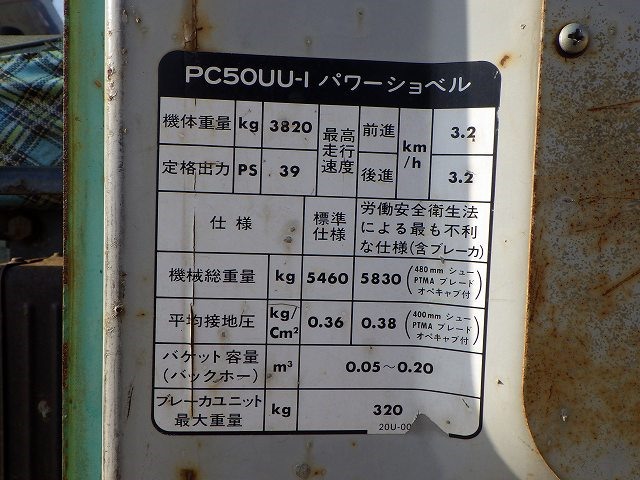 PC50UU-1 パワーショベル
機体重量 kg 3820 最高走行速度 前進 km/h 3.2
定格出力 PS 39 後進 3.2
仕様 標準仕様 労働安全衛生法による最も不利な仕様(含ブレーカ)
機械総重量 kg 5460 5830 (480mm シュー PTMA ブレード オペキャブ付)
平均接地圧 kg/Cm² 0.36 0.38 (400mm シュー PTMA ブレード オペキャブ付)
バケット容量(バックホー) m³ 0.05~0.20
ブレーカユニット最大重量 kg 320
20U-00